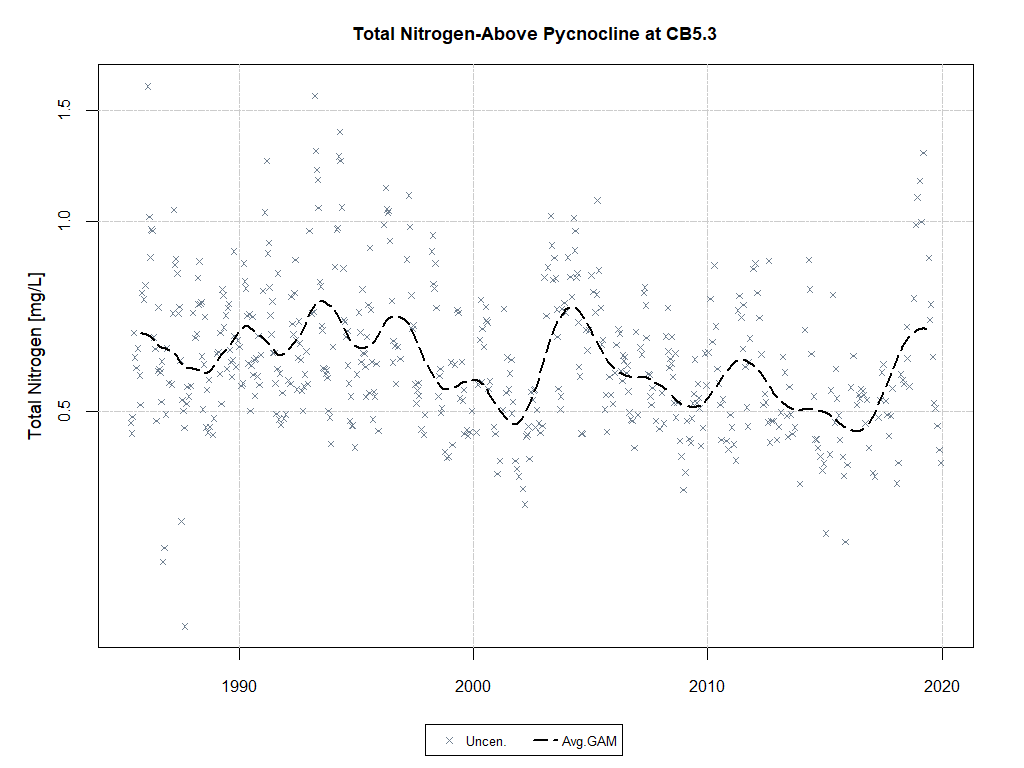 Total Nitrogen-Above Pycnocline at CB5.3
Total Nitrogen [mg/L]
1.5
1.0
0.5
1990 2000 2010 2020
Uncen. Avg.GAM